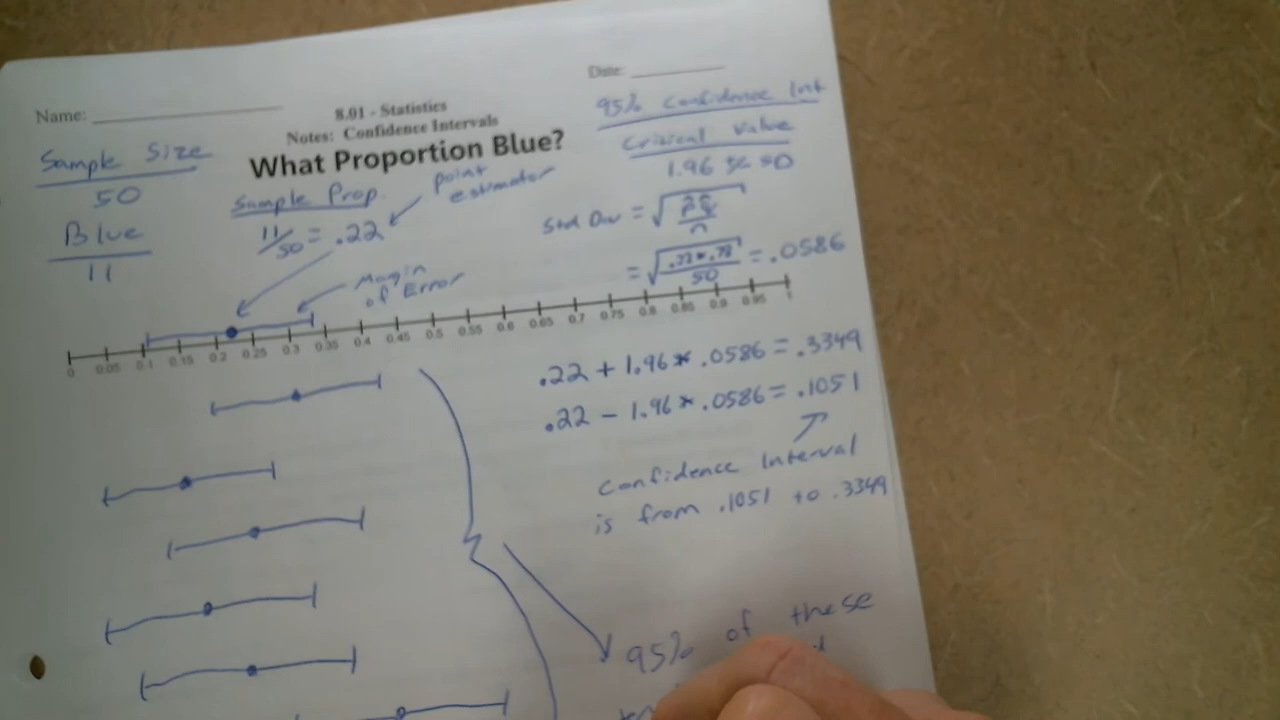 Name:
Date:
8.01 - Statistics
Notes: Confidence Intervals
What Proportion Blue?
Sample Size
50
Blue
11
Sample Prop.
11/50 = .22
point
estimator
Margin
of Error
95% Confidence Int
Critical Value
1.96
Std Dev = √
n
= √.22*.78/50 = .0586
0 0.05 0.1 0.15 0.2 0.25 0.3 0.35 0.4 0.45 0.5 0.55 0.6 0.65 0.7 0.75 0.8 0.85 0.9 0.95 1
.22 + 1.96* .0586 = .3349
.22 - 1.96* .0586 = .1051
Confidence Interval
is from .1051 to .3349
95% of these